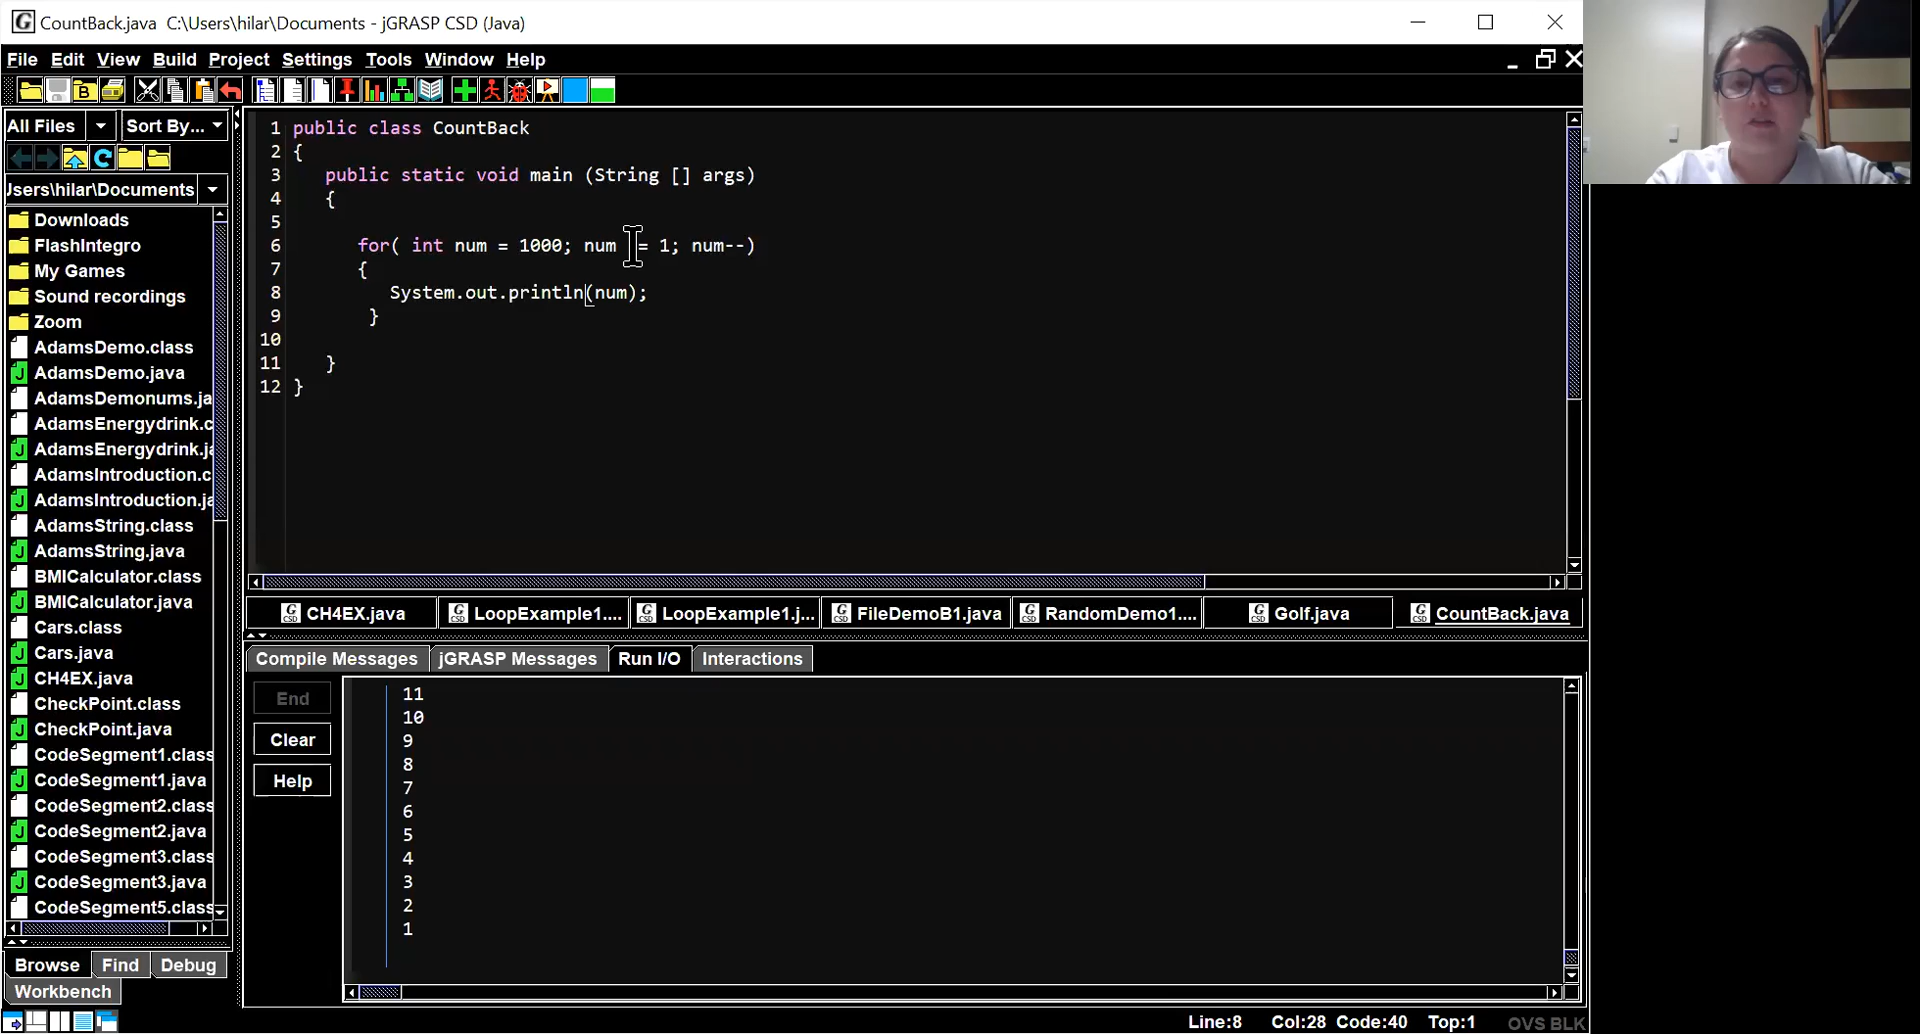 CountBack.java C:\Users\hilar\Documents - jGRASP CSD (Java)
File Edit View Build Project Settings Tools Window Help
All Files Sort By...
Jsers\hilar\Documents
Downloads
FlashIntegro
My Games
Sound recordings
Zoom
AdamsDemo.class
AdamsDemo.java
AdamsDemonums.ja
AdamsEnergydrink.c
AdamsEnergydrink.ja
AdamsIntroduction.c
AdamsIntroduction.ja
AdamsString.class
AdamsString.java
BMICalculator.class
BMICalculator.java
Cars.class
Cars.java
CH4EX.java
CheckPoint.class
CheckPoint.java
CodeSegment1.class
CodeSegment1.java
CodeSegment2.class
CodeSegment2.java
CodeSegment3.class
CodeSegment3.java
CodeSegment5.class
Browse Find Debug
Workbench
1 public class CountBack
2 {
3 public static void main (String [] args)
4 {
5
6 for( int num = 1000; num = 1; num--)
7 {
8 System.out.println(num);
9 }
10
11 }
12 }
CH4EX.java LoopExample1.... LoopExample1.j... FileDemoB1.java RandomDemo1.... Golf.java CountBack.java
Compile Messages jGRASP Messages Run I/O Interactions
End
Clear
Help
11
10
9
8
7
6
5
4
3
2
1
Line:8 Col:28 Code:40 Top:1 OVS BLK